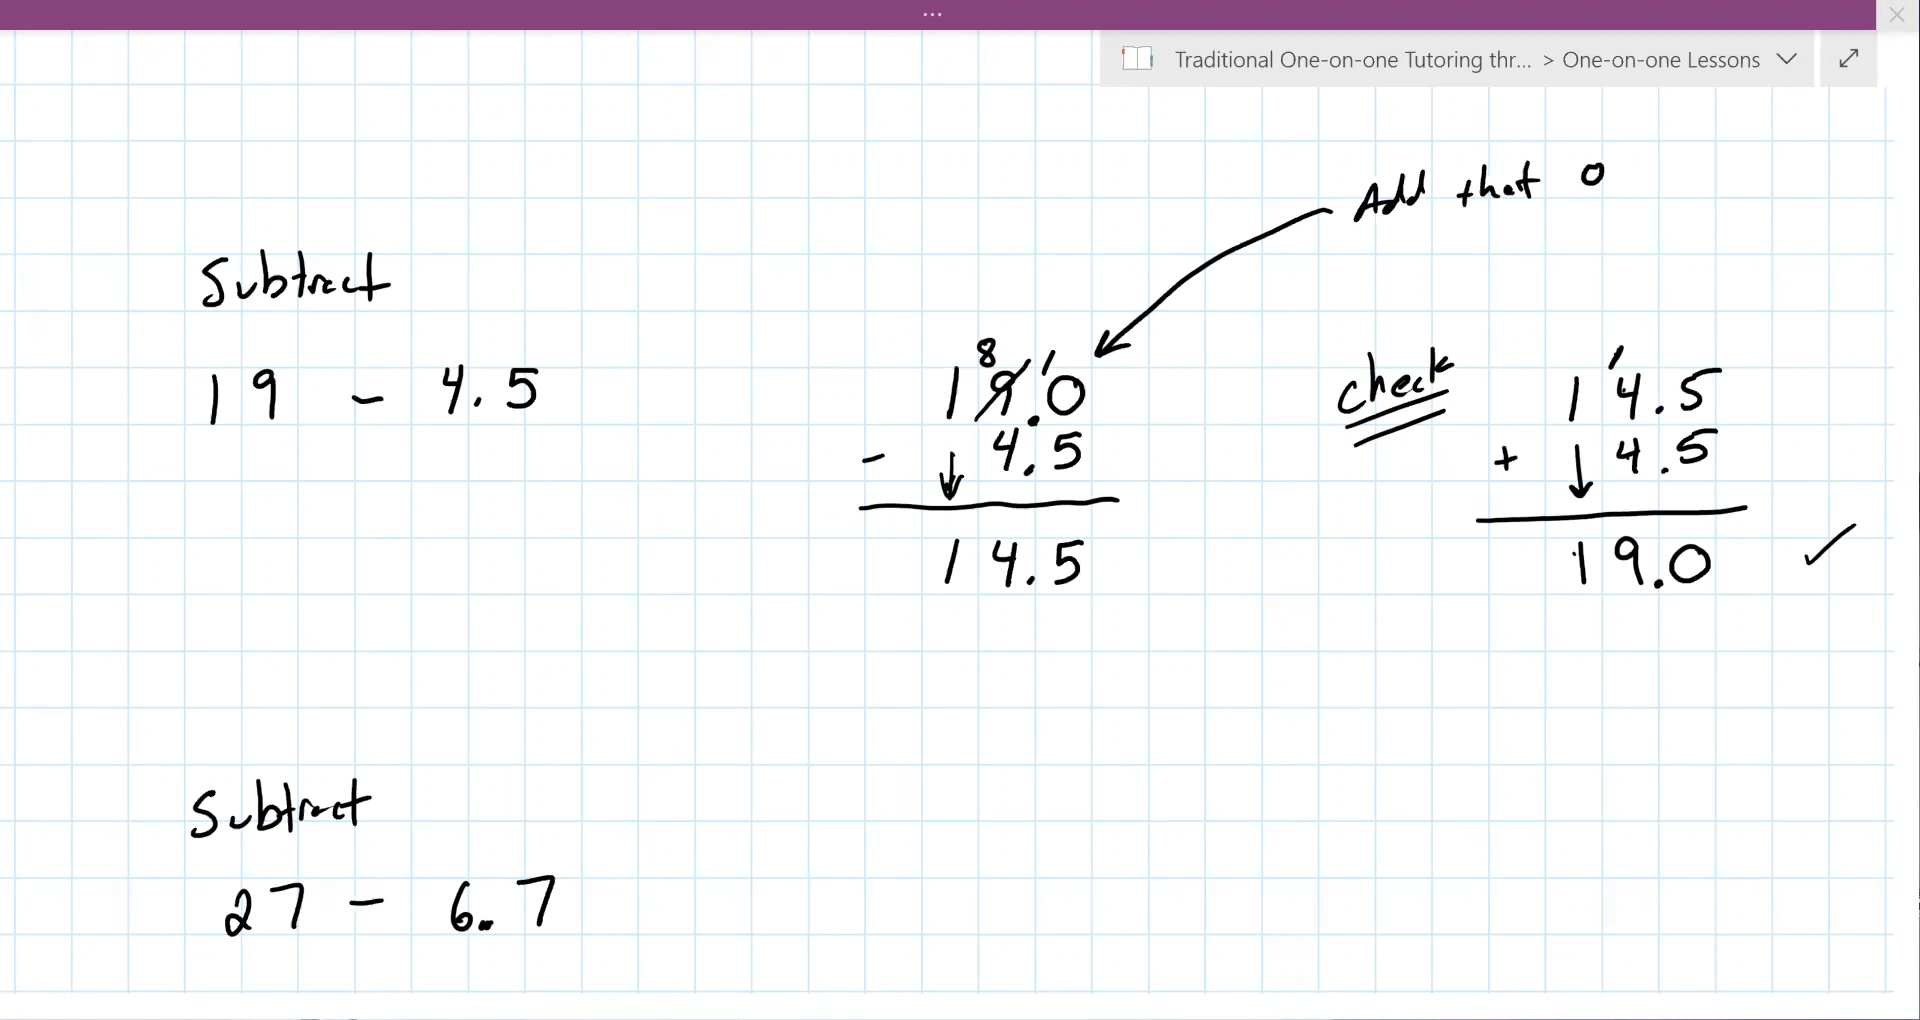 ...
Traditional One-on-one Tutoring thr... > One-on-one Lessons
Add that 0
Subtract
19 - 4.5
8 1
19.0
- 4.5
14.5
check
1
14.5
+ 4.5
19.0 ✓
Subtract
27 - 6.7